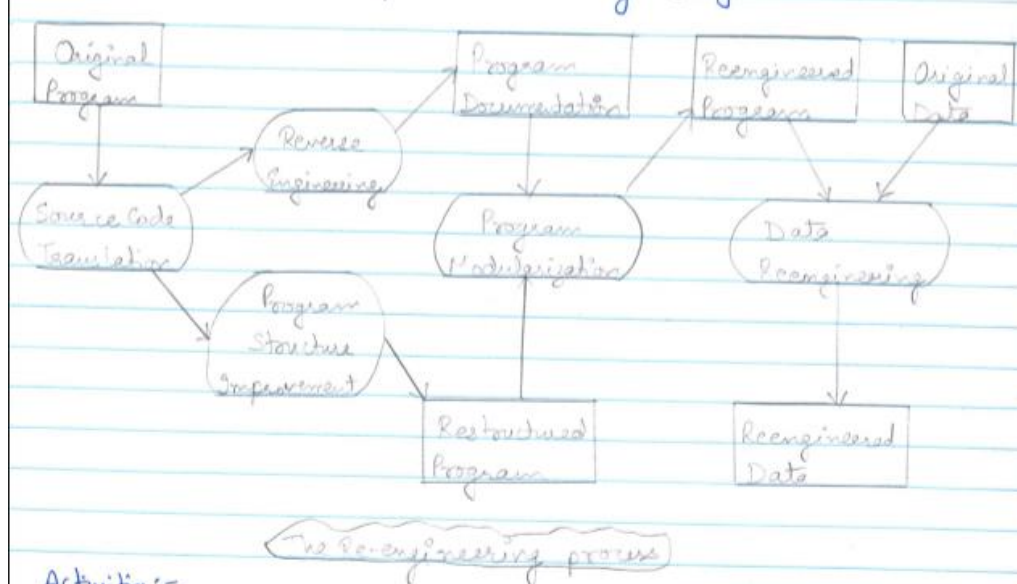 Original
Program
Program
Documentation
Reengineered
Program
Original
Data
Reverse
Engineering
Source Code
Translation
Program
Modularization
Data
Reengineering
Program
Structure
Improvement
Restructured
Program
Reengineered
Data
The Re-engineering process
Activities:-